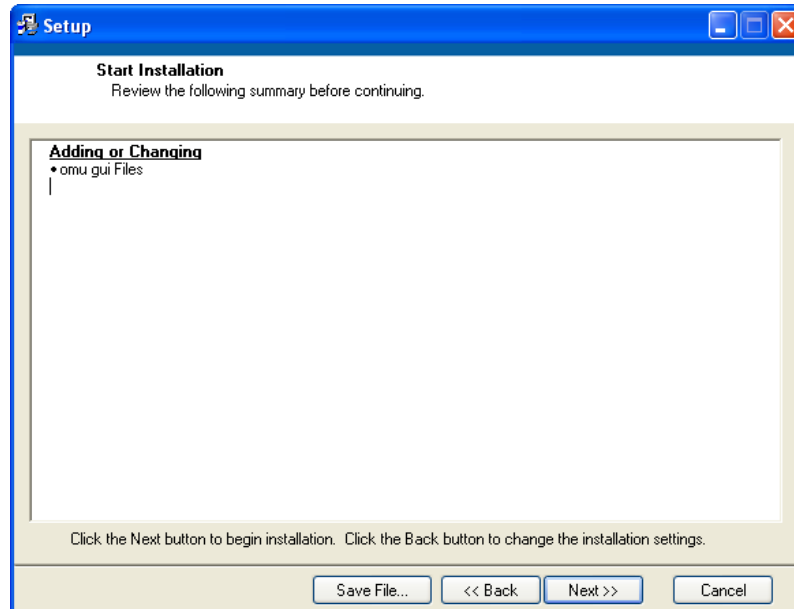 Setup
Start Installation
Review the following summary before continuing.
Adding or Changing
• omu gui Files
Click the Next button to begin installation. Click the Back button to change the installation settings.
Save File... << Back Next >> Cancel